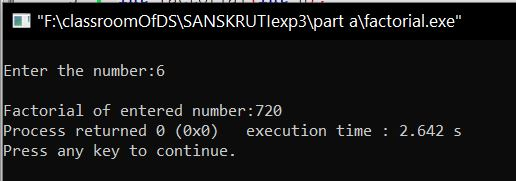 "F:\classroomOfDS\SANSKRUTIexp3\part a\factorial.exe"
Enter the number:6
Factorial of entered number:720
Process returned 0 (0x0)   execution time : 2.642 s
Press any key to continue.